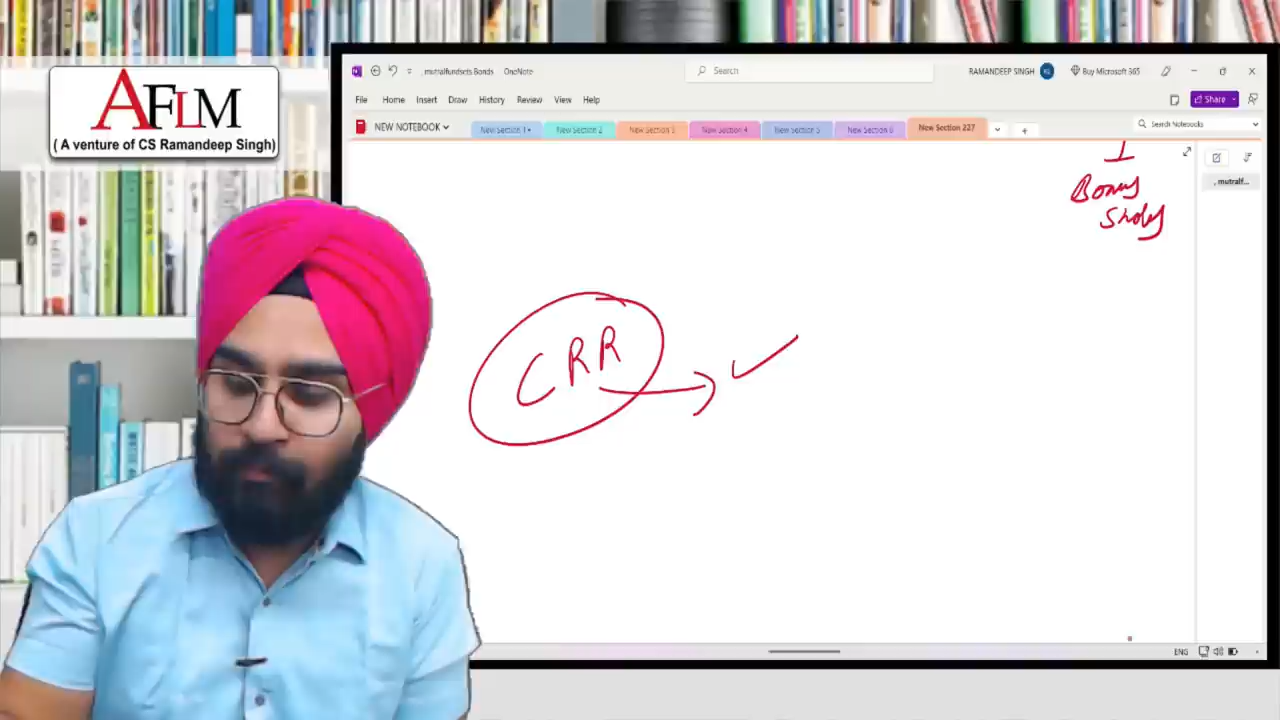 AFLM
( A venture of CS Ramandeep Singh)
, mutralfundsets Bonds - OneNote
Search
RAMANDEEP SINGH
Buy Microsoft 365
File Home Insert Draw History Review View Help
Share
NEW NOTEBOOK
New Section 1
New Section 2
New Section 3
New Section 4
New Section 5
New Section 6
New Section 227
+
Search Notebooks
, mutralf...
I
Bonus
CRR
ENG